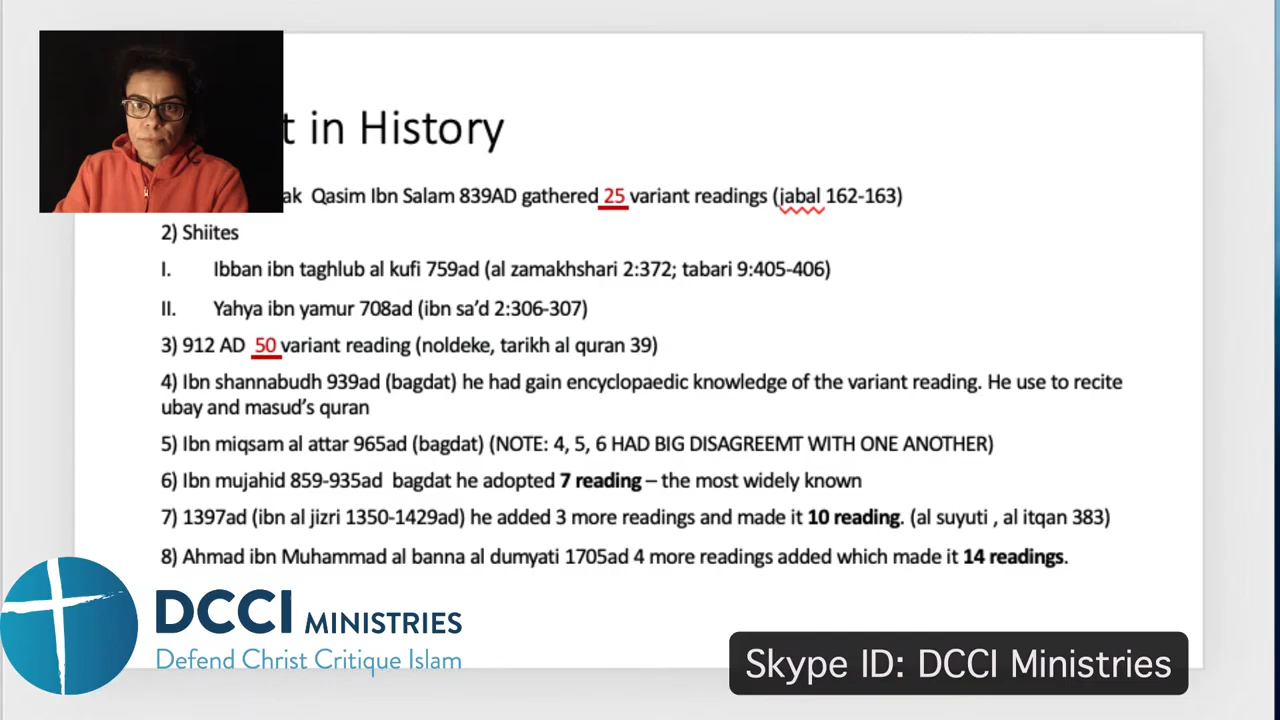 t in History
ak Qasim Ibn Salam 839AD gathered 25 variant readings (jabal 162-163)
2) Shiites
I. Ibban ibn taghlub al kufi 759ad (al zamakhshari 2:372; tabari 9:405-406)
II. Yahya ibn yamur 708ad (ibn sa’d 2:306-307)
3) 912 AD 50 variant reading (noldeke, tarikh al quran 39)
4) Ibn shannabudh 939ad (bagdat) he had gain encyclopaedic knowledge of the variant reading. He use to recite
ubay and masud’s quran
5) Ibn miqsam al attar 965ad (bagdat) (NOTE: 4, 5, 6 HAD BIG DISAGREEMT WITH ONE ANOTHER)
6) Ibn mujahid 859-935ad bagdat he adopted 7 reading – the most widely known
7) 1397ad (ibn al jizri 1350-1429ad) he added 3 more readings and made it 10 reading. (al suyuti , al itqan 383)
8) Ahmad ibn Muhammad al banna al dumyati 1705ad 4 more readings added which made it 14 readings.
DCCI MINISTRIES
Defend Christ Critique Islam
Skype ID: DCCI Ministries